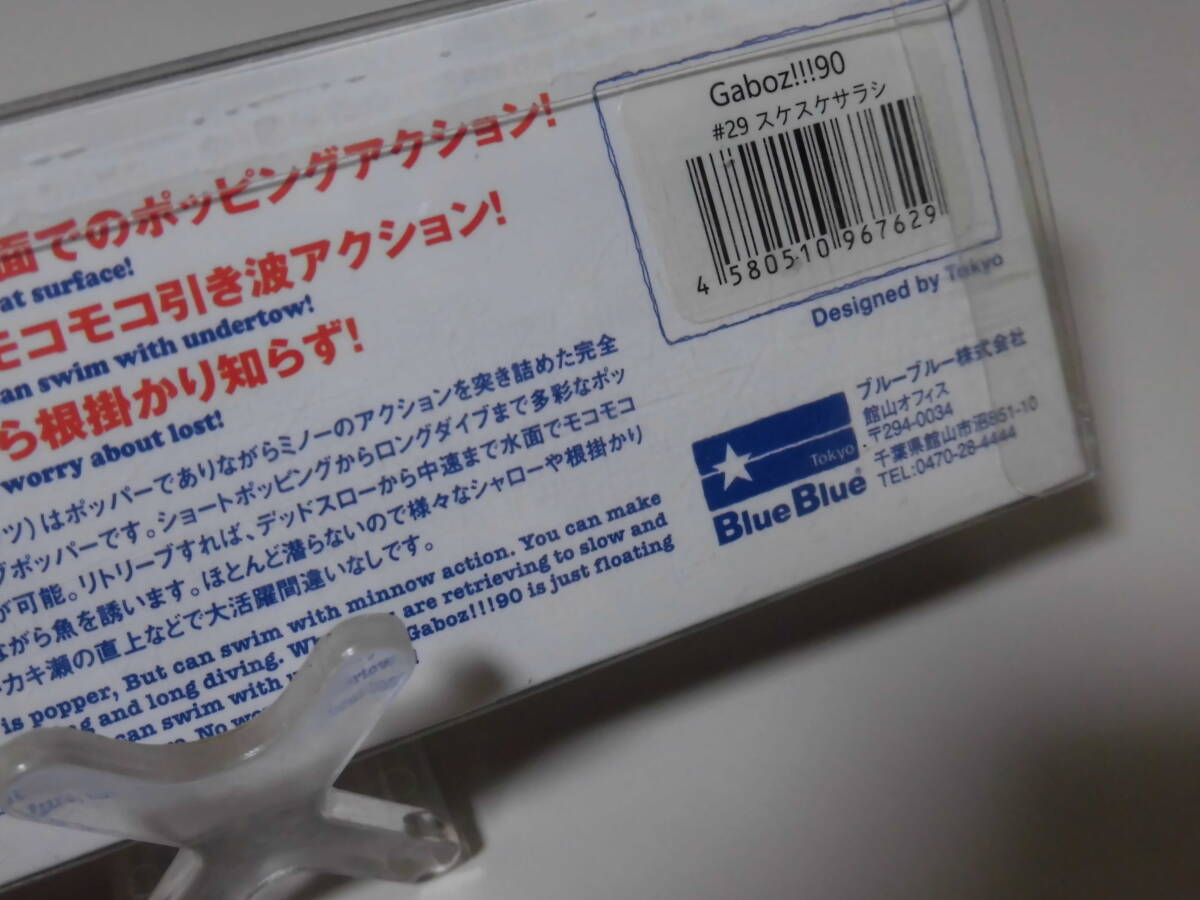 面でのポッピングアクション!
at surface!
モコモコ引き波アクション!
an swim with undertow!
ら根掛かり知らず!
worry about lost!
ツ)はポッパーでありながらミノーのアクションを突き詰めた完全
グポッパーです。ショートポッピングからロングダイブまで多彩なポッ
が可能。リトリーブすれば、デッドスローから中速まで水面でモコモコ
ながら魚を誘います。ほとんど潜らないので様々なシャローや根掛かり
カキ瀬の直上などで大活躍間違いなしです。
is popper, But can swim with minnow action. You can make
and long diving. are retrieving to slow and
can swim with Gaboz!!!90 is just floating
No
Gaboz!!!90
#29 スケスケサラシ
4 580510 967629
Designed by Tokyo
Tokyo
BlueBlue®
ブルーブルー株式会社
館山オフィス
〒294-0034
千葉県館山市沼851-10
TEL:0470-28-4444